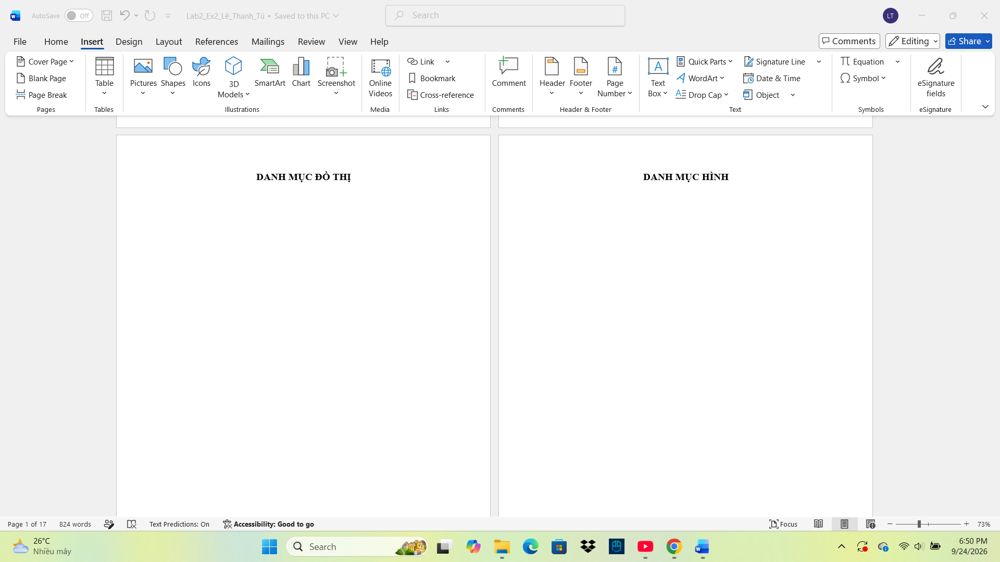 AutoSave Off Lab2_Ex2_Lê_Thanh_Tú • Saved to this PC Search LT
File Home Insert Design Layout References Mailings Review View Help Comments Editing Share
Cover Page
Blank Page
Page Break
Pages
Table
Tables
Pictures
Shapes
Icons
3D
Models
SmartArt
Chart
Screenshot
Illustrations
Online
Videos
Media
Link
Bookmark
Cross-reference
Links
Comment
Comments
Header
Footer
Page
Number
Header & Footer
Text
Box
Quick Parts
WordArt
Drop Cap
Signature Line
Date & Time
Object
Text
Equation
Symbol
Symbols
eSignature
fields
eSignature
DANH MỤC ĐỒ THỊ
DANH MỤC HÌNH
Page 1 of 17 824 words Text Predictions: On Accessibility: Good to go Focus 73%
26°C
Nhiều mây
Search
6:50 PM
9/24/2026